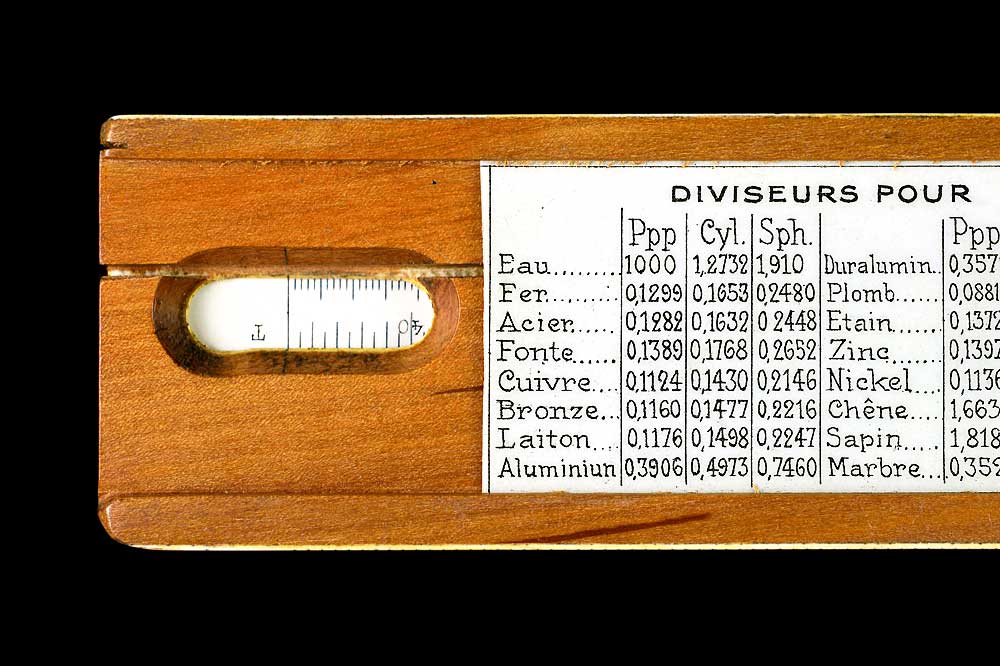 DIVISEURS POUR
Ppp Cyl. Sph. Ppp
Eau........ 1000 1,2732 1,910 Duralumin.. 0,357
Fer........ 0,1299 0,1653 0,2480 Plomb...... 0,0881
Acier...... 0,1282 0,1632 0 2448 Etain...... 0,1372
Fonte...... 0,1389 0,1768 0,2652 Zinc....... 0,1397
Cuivre.... 0,1124 0,1430 0,2146 Nickel.... 0,1136
Bronze... 0,1160 0,1477 0,2216 Chêne.... 1,663
Laiton.... 0,1176 0,1498 0,2247 Sapin..... 1,818
Aluminiun 0,3906 0,4973 0,7460 Marbre... 0,352
T